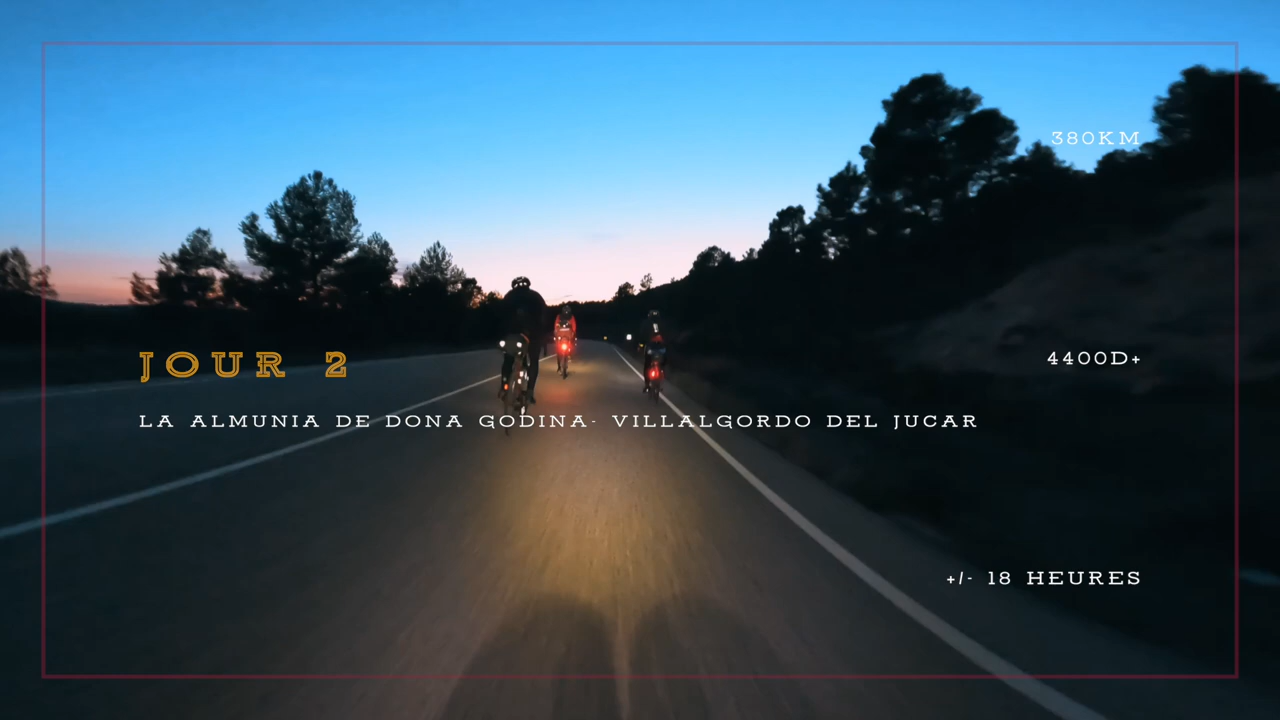 380KM
JOUR 2
4400D+
LA ALMUNIA DE DONA GODINA- VILLALGORDO DEL JUCAR
+/- 18 HEURES